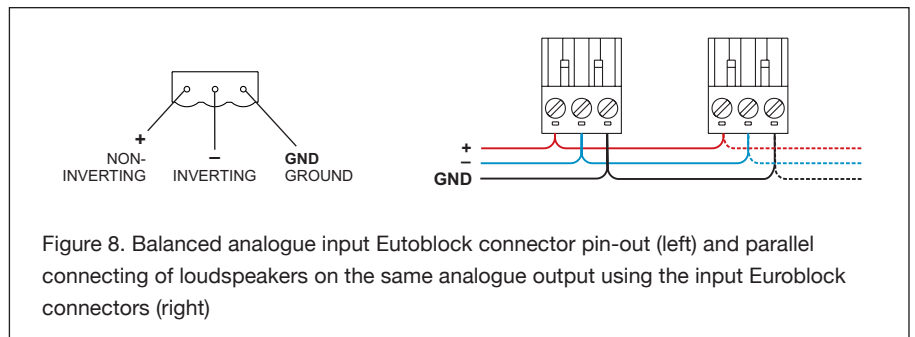 +
NON-
INVERTING
–
INVERTING
GND
GROUND
+
–
GND
Figure 8. Balanced analogue input Eutoblock connector pin-out (left) and parallel
connecting of loudspeakers on the same analogue output using the input Euroblock
connectors (right)